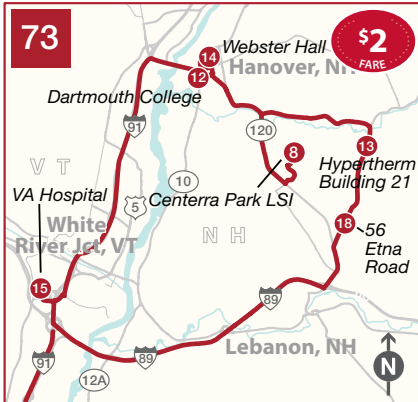 73
$2
FARE
14
Webster Hall
12
Hanover, NH
Dartmouth College
91
120
13
8
10
Hypertherm
Building 21
V T
VA Hospital
5
Centerra Park LSI
18
56
Etna
Road
White
River Jct, VT
N H
15
89
91
89
Lebanon, NH
12A
N